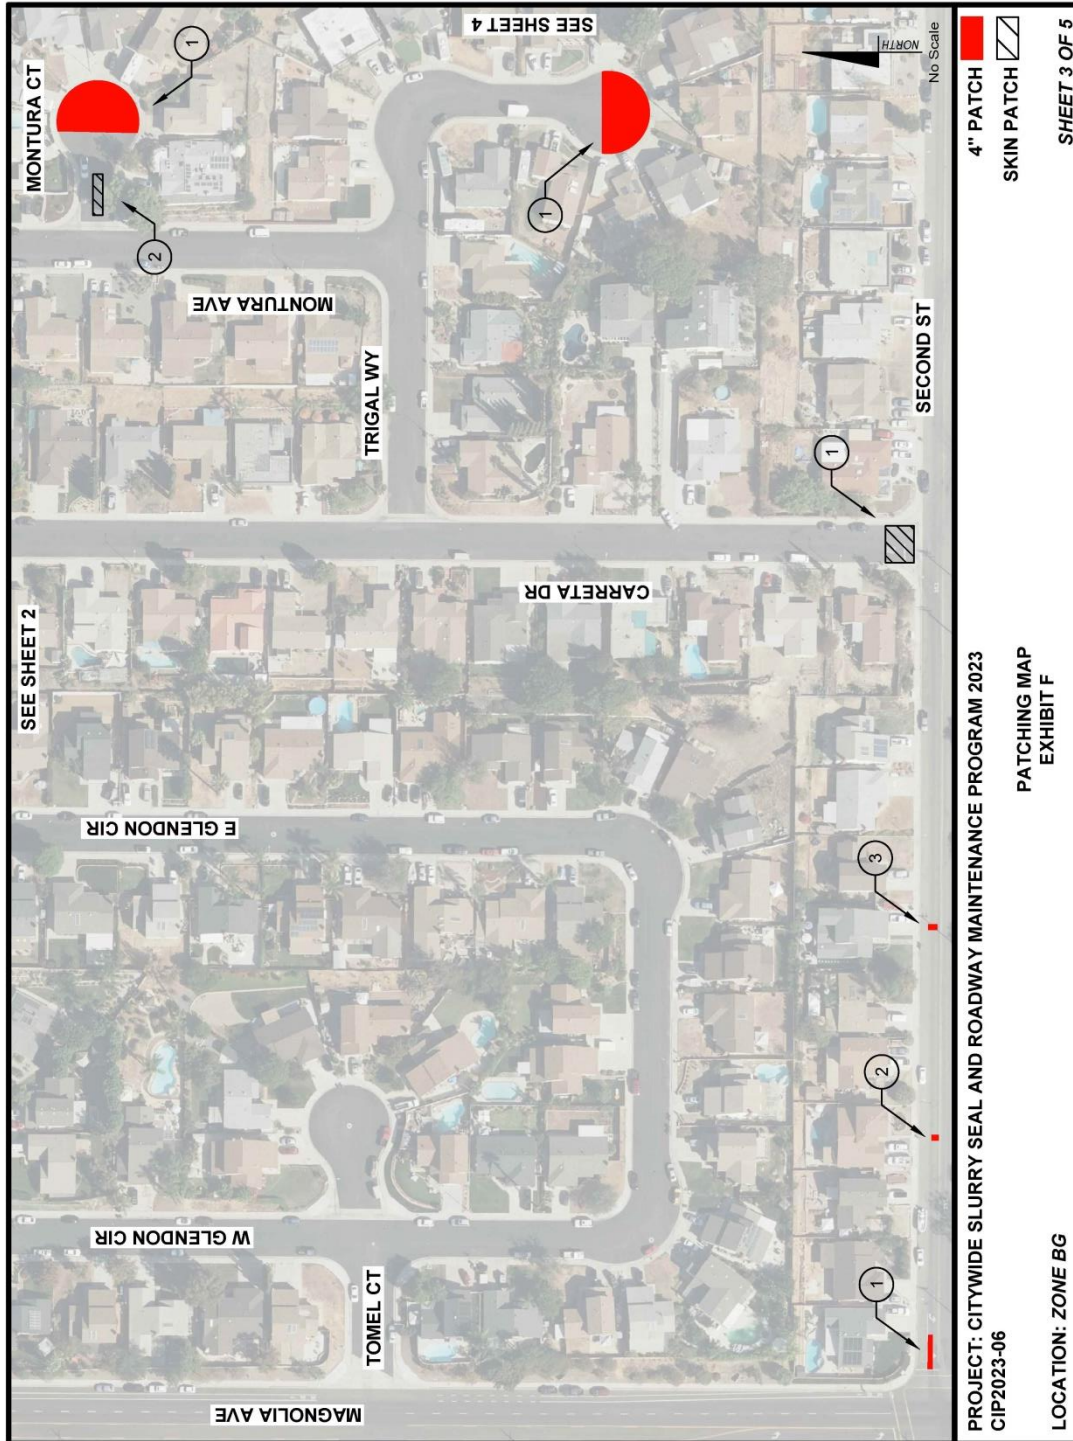 SEE SHEET 2
SEE SHEET 4
MONTURA CT
MONTURA AVE
TRIGAL WY
CARRETA DR
E GLENDON CIR
W GLENDON CIR
TOMEL CT
MAGNOLIA AVE
SECOND ST
1
2
1
1
3
2
1
NORTH
No Scale
PROJECT: CITYWIDE SLURRY SEAL AND ROADWAY MAINTENANCE PROGRAM 2023
CIP2023-06
LOCATION: ZONE BG
PATCHING MAP
EXHIBIT F
4" PATCH
SKIN PATCH
SHEET 3 OF 5